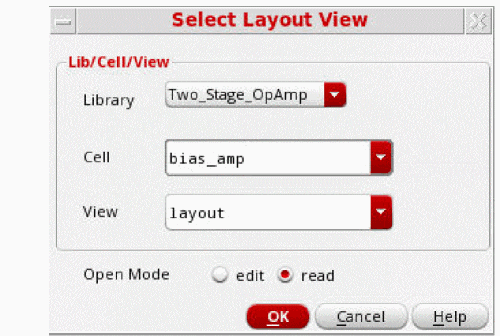 Select Layout View
Lib/Cell/View
Library Two_Stage_OpAmp
Cell bias_amp
View layout
Open Mode edit read
OK Cancel Help